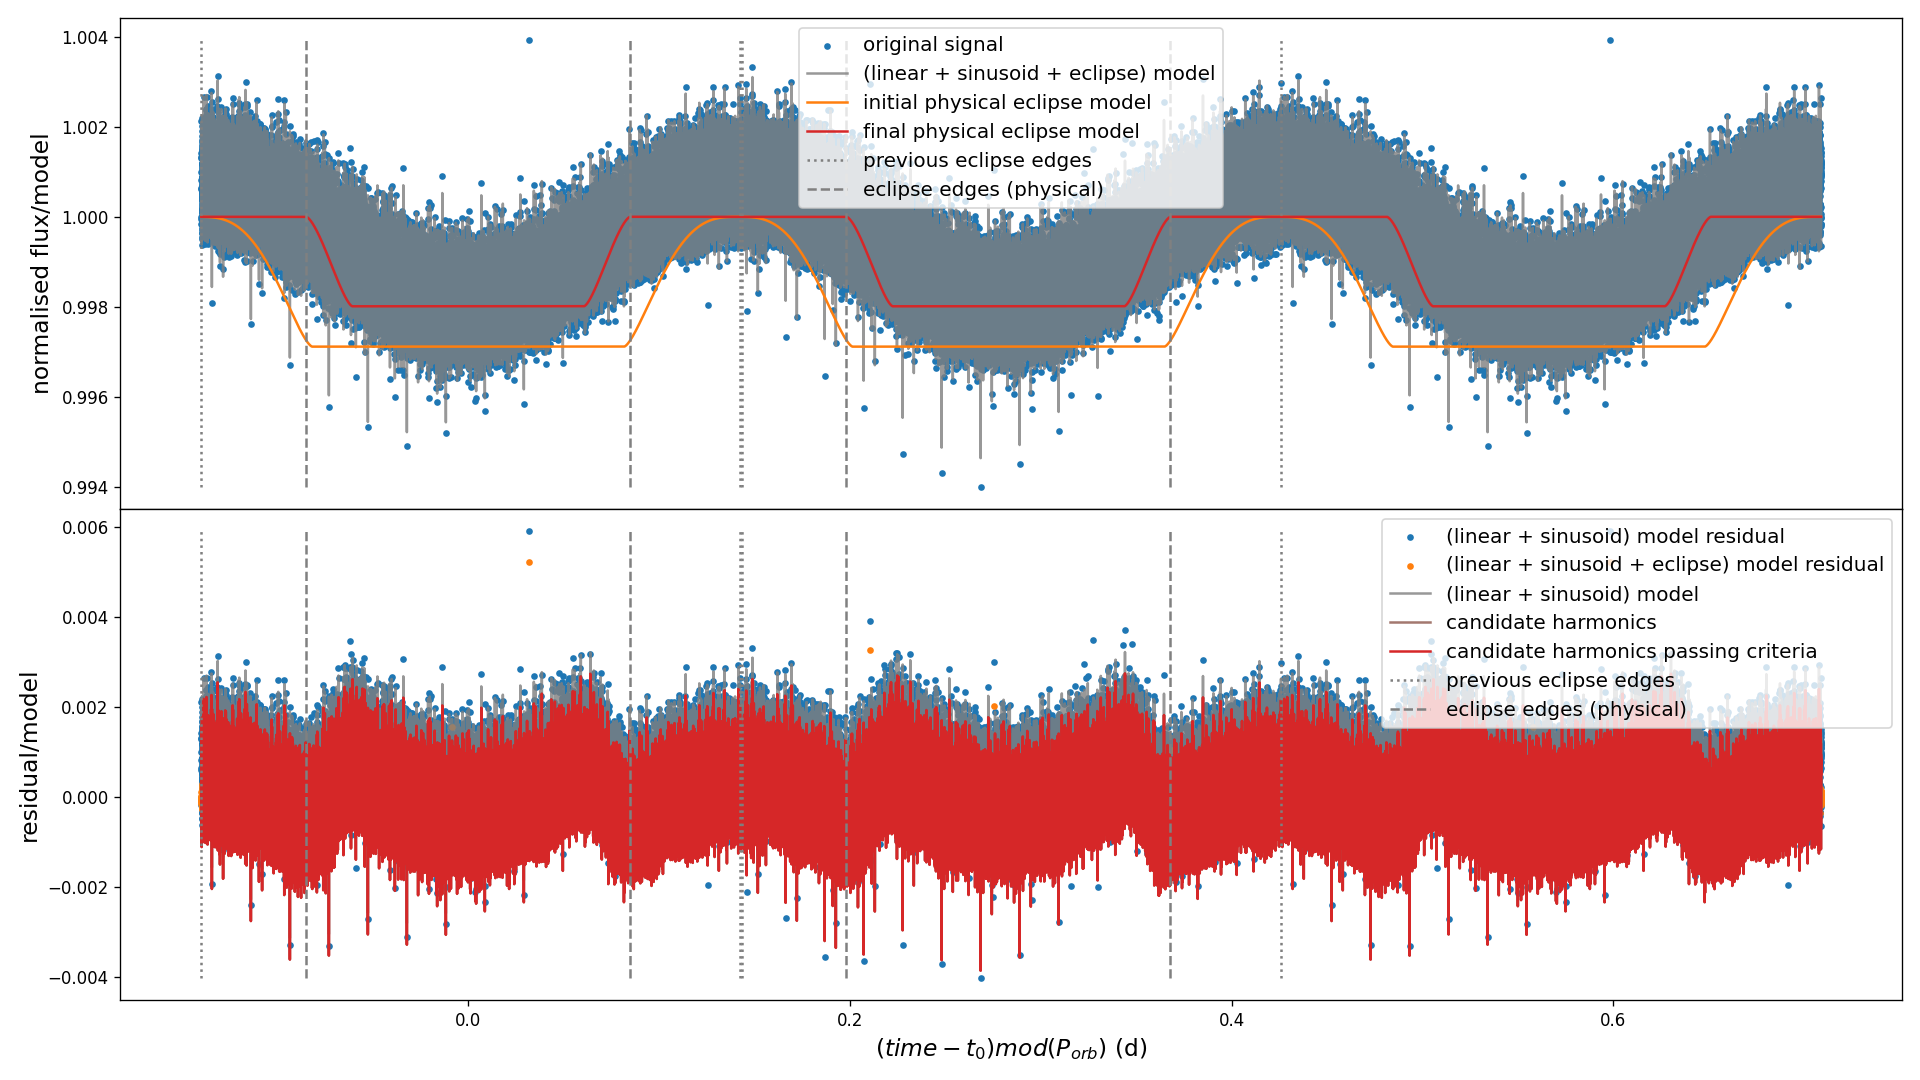 normalised flux/model
1.004
1.002
1.000
0.998
0.996
0.994
original signal
(linear + sinusoid + eclipse) model
initial physical eclipse model
final physical eclipse model
previous eclipse edges
eclipse edges (physical)
residual/model
0.006
0.004
0.002
0.000
−0.002
−0.004
(linear + sinusoid) model residual
(linear + sinusoid + eclipse) model residual
(linear + sinusoid) model
candidate harmonics
candidate harmonics passing criteria
previous eclipse edges
eclipse edges (physical)
0.0 0.2 0.4 0.6
(time − t₀)mod(P_orb) (d)